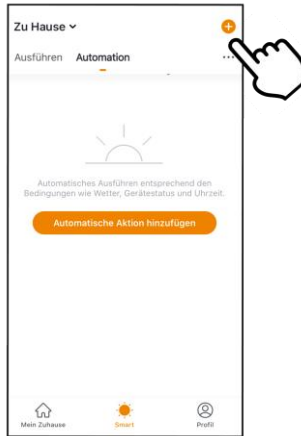 Zu Hause
Ausführen Automation ...
Automatisches Ausführen entsprechend den
Bedingungen wie Wetter, Gerätestatus und Uhrzeit.
Automatische Aktion hinzufügen
Mein Zuhause Smart Profil